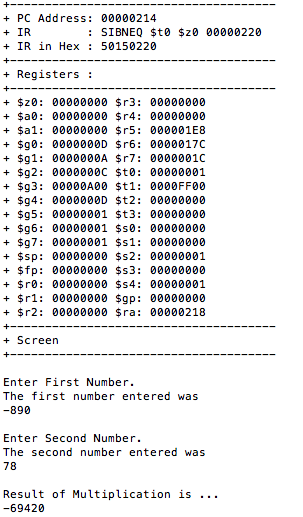 +--------------------------------------
+ PC Address: 00000214
+ IR : SIBNEQ $t0 $z0 00000220
+ IR in Hex : 50150220
+--------------------------------------
+ Registers :
+--------------------------------------
+ $z0: 00000000 $r3: 00000000
+ $a0: 00000000 $r4: 00000000
+ $a1: 00000000 $r5: 000001E8
+ $g0: 0000000D $r6: 0000017C
+ $g1: 0000000A $r7: 0000001C
+ $g2: 0000000C $t0: 00000001
+ $g3: 00000A00 $t1: 0000FF00
+ $g4: 0000000D $t2: 00000000
+ $g5: 00000001 $t3: 00000000
+ $g6: 00000001 $s0: 00000000
+ $g7: 00000001 $s1: 00000000
+ $sp: 00000000 $s2: 00000001
+ $fp: 00000000 $s3: 00000000
+ $r0: 00000000 $s4: 00000001
+ $r1: 00000000 $gp: 00000000
+ $r2: 00000000 $ra: 00000218
+--------------------------------------
+ Screen
+--------------------------------------
Enter First Number.
The first number entered was
-890
Enter Second Number.
The second number entered was
78
Result of Multiplication is ...
-69420